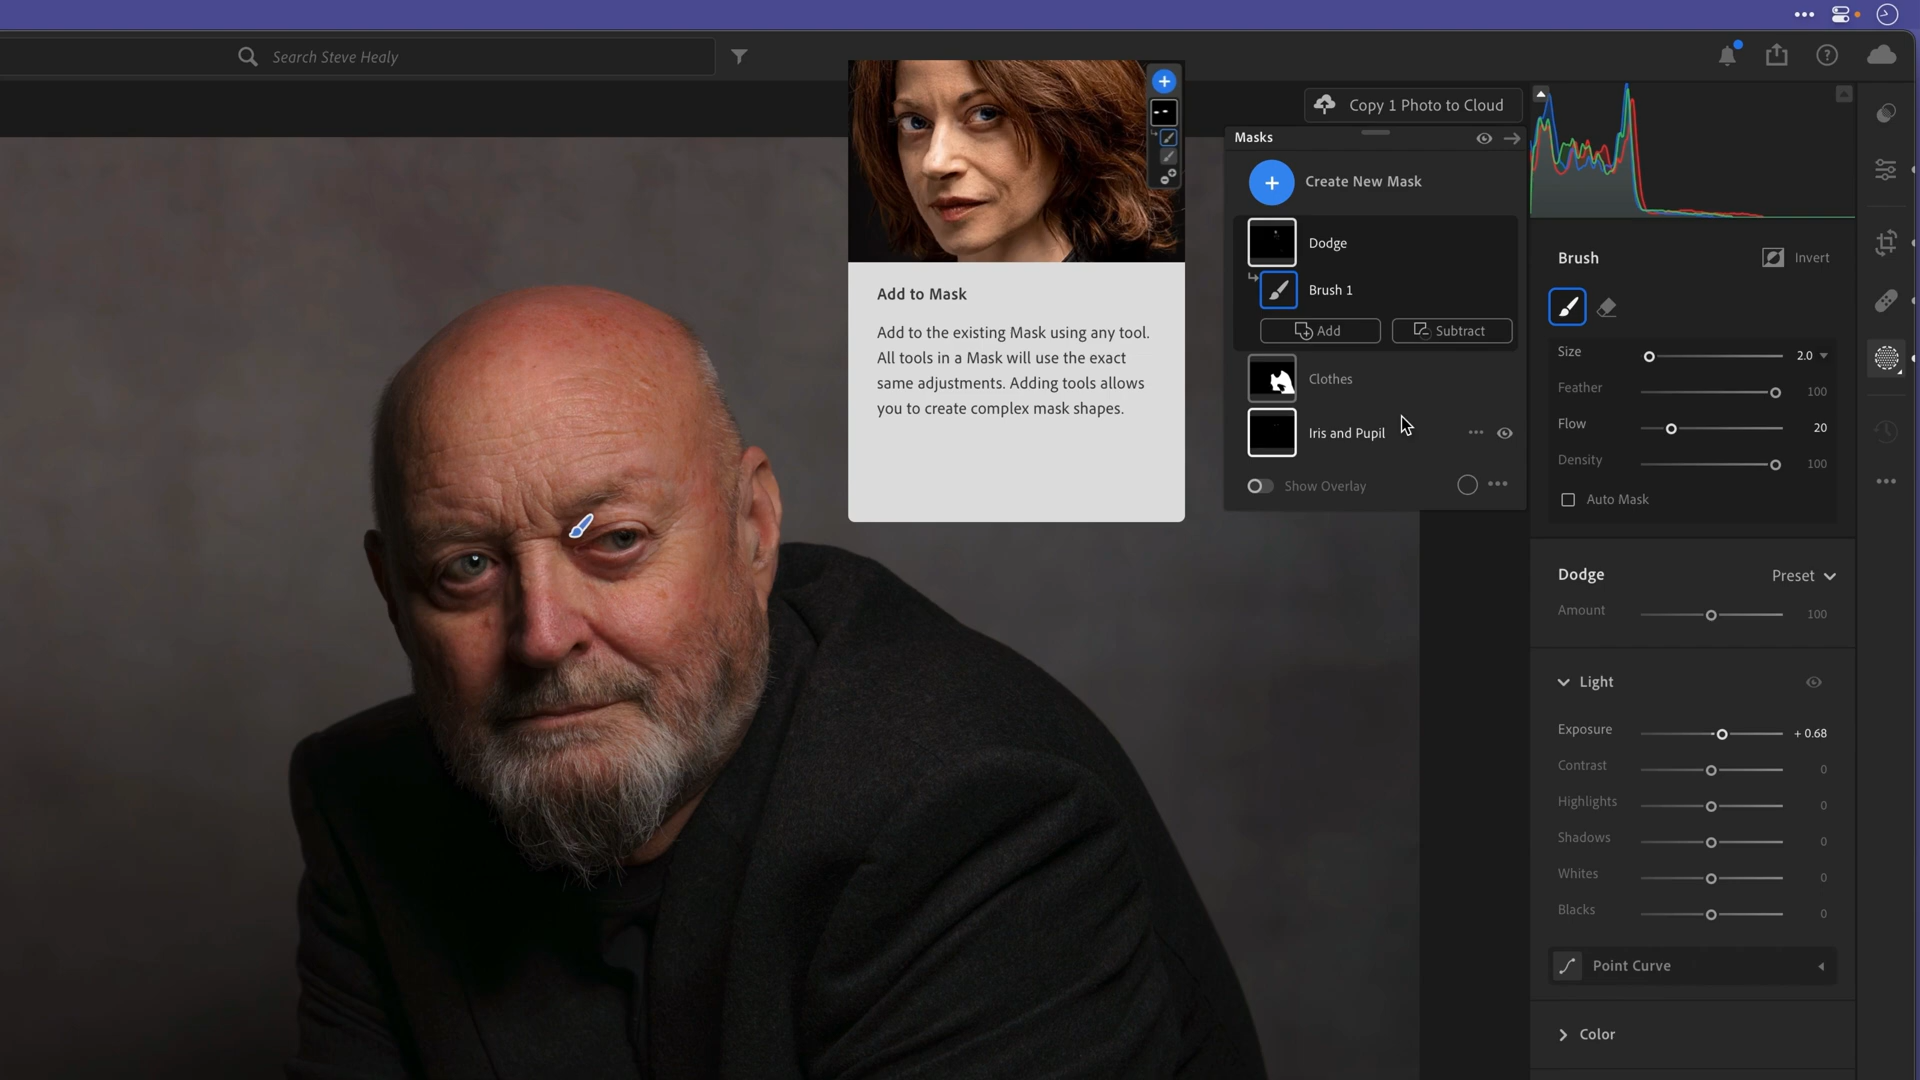 Search Steve Healy
Copy 1 Photo to Cloud
Masks
Create New Mask
Dodge
Brush 1
Add
Subtract
Clothes
Iris and Pupil
Show Overlay
Add to Mask
Add to the existing Mask using any tool.
All tools in a Mask will use the exact
same adjustments. Adding tools allows
you to create complex mask shapes.
Brush
Invert
Size 2.0
Feather 100
Flow 20
Density 100
Auto Mask
Dodge
Preset
Amount 100
Light
Exposure + 0.68
Contrast 0
Highlights 0
Shadows 0
Whites 0
Blacks 0
Point Curve
Color